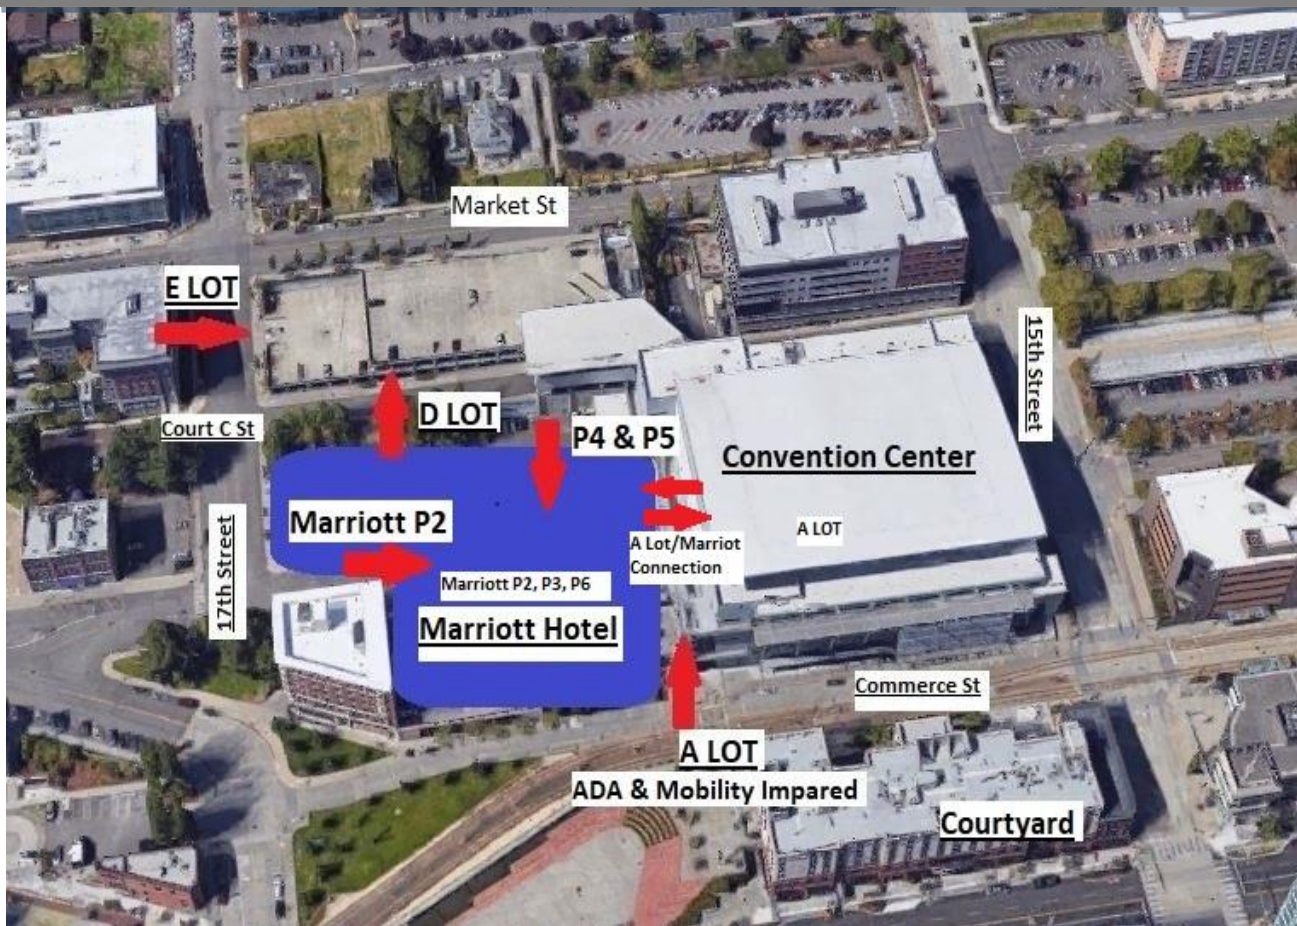 Market St
E LOT
15th Street
Court C St
D LOT
P4 & P5
Convention Center
Marriott P2
A LOT
A Lot/Marriot
Connection
17th Street
Marriott P2, P3, P6
Marriott Hotel
Commerce St
A LOT
ADA & Mobility Impared
Courtyard